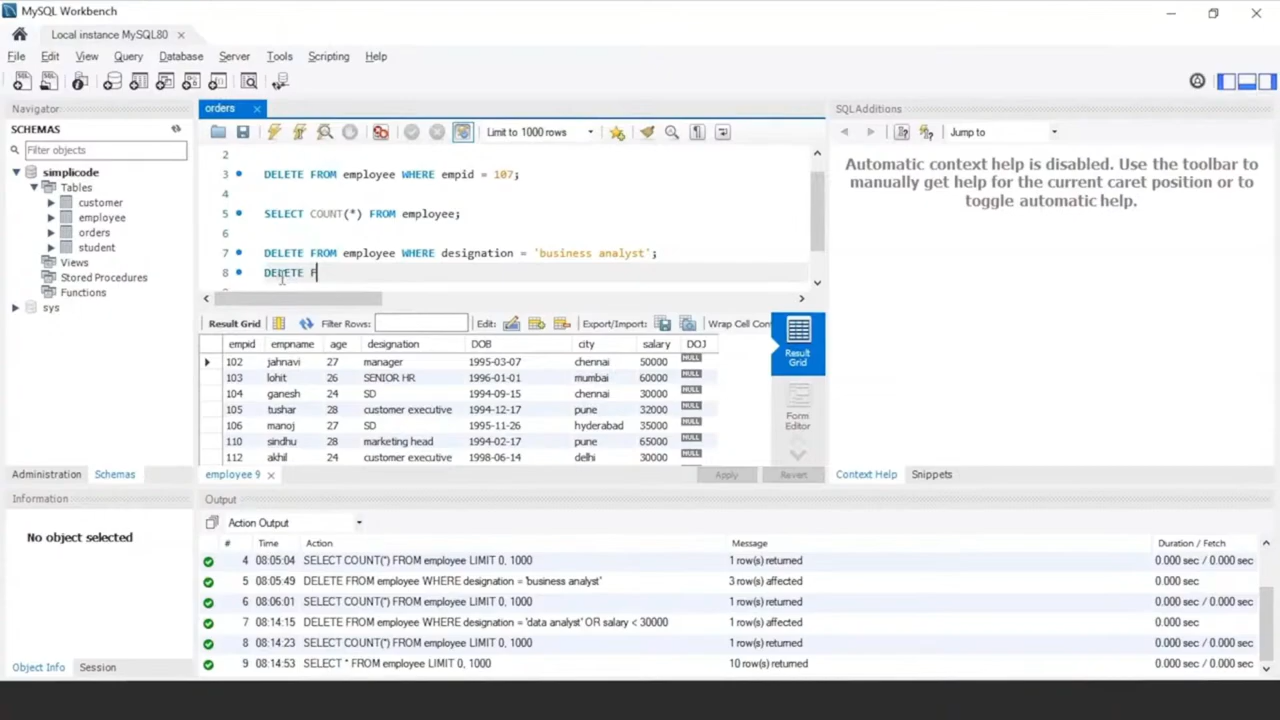 MySQL Workbench
Local instance MySQL80
File Edit View Query Database Server Tools Scripting Help
Navigator
SCHEMAS
Filter objects
simplicode
Tables
customer
employee
orders
student
Views
Stored Procedures
Functions
sys
Administration Schemas
Information
No object selected
Object Info Session
orders
Limit to 1000 rows
2
3 DELETE FROM employee WHERE empid = 107;
4
5 SELECT COUNT(*) FROM employee;
6
7 DELETE FROM employee WHERE designation = 'business analyst';
8 DELETE F
Result Grid Filter Rows: Edit: Export/Import: Wrap Cell Con
empid empname age designation DOB city salary DOJ
102 jahnavi 27 manager 1995-03-07 chennai 50000 NULL
103 lohit 26 SENIOR HR 1996-01-01 mumbai 60000 NULL
104 ganesh 24 SD 1994-09-15 chennai 30000 NULL
105 tushar 28 customer executive 1994-12-17 pune 32000 NULL
106 manoj 27 SD 1995-11-26 hyderabad 35000 NULL
110 sindhu 28 marketing head 1994-02-17 pune 65000 NULL
112 akhil 24 customer executive 1998-06-14 delhi 30000 NULL
Result
Grid
Form
Editor
employee 9
Apply Revert
SQLAdditions
Jump to
Automatic context help is disabled. Use the toolbar to
manually get help for the current caret position or to
toggle automatic help.
Context Help Snippets
Output
Action Output
# Time Action Message Duration / Fetch
4 08:05:04 SELECT COUNT(*) FROM employee LIMIT 0, 1000 1 row(s) returned 0.000 sec / 0.000 sec
5 08:05:49 DELETE FROM employee WHERE designation = 'business analyst' 3 row(s) affected 0.000 sec
6 08:06:01 SELECT COUNT(*) FROM employee LIMIT 0, 1000 1 row(s) returned 0.000 sec / 0.000 sec
7 08:14:15 DELETE FROM employee WHERE designation = 'data analyst' OR salary < 30000 1 row(s) affected 0.000 sec
8 08:14:23 SELECT COUNT(*) FROM employee LIMIT 0, 1000 1 row(s) returned 0.000 sec / 0.000 sec
9 08:14:53 SELECT * FROM employee LIMIT 0, 1000 10 row(s) returned 0.000 sec / 0.000 sec